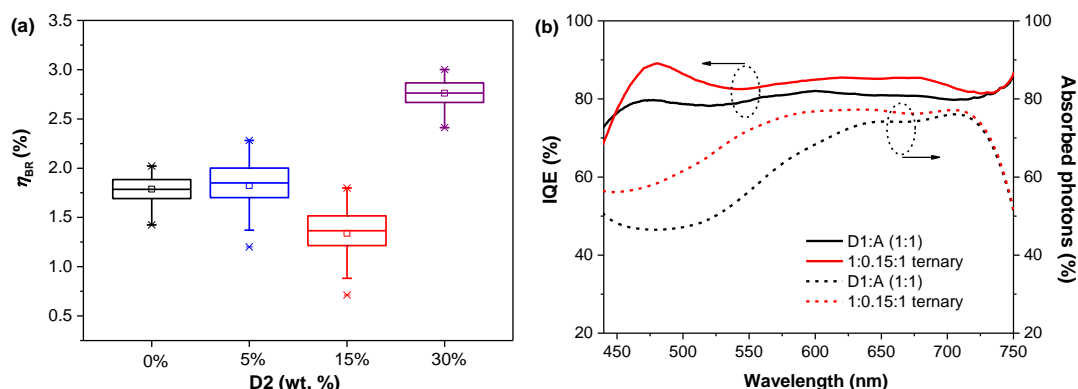 (a)
3.5
3.0
2.5
2.0
1.5
1.0
0.5
ηBR (%)
0%
5%
15%
30%
D2 (wt. %)
(b)
100
80
60
40
20
IQE (%)
D1:A (1:1)
1:0.15:1 ternary
D1:A (1:1)
1:0.15:1 ternary
100
80
60
40
20
Absorbed photons (%)
450 500 550 600 650 700 750
Wavelength (nm)